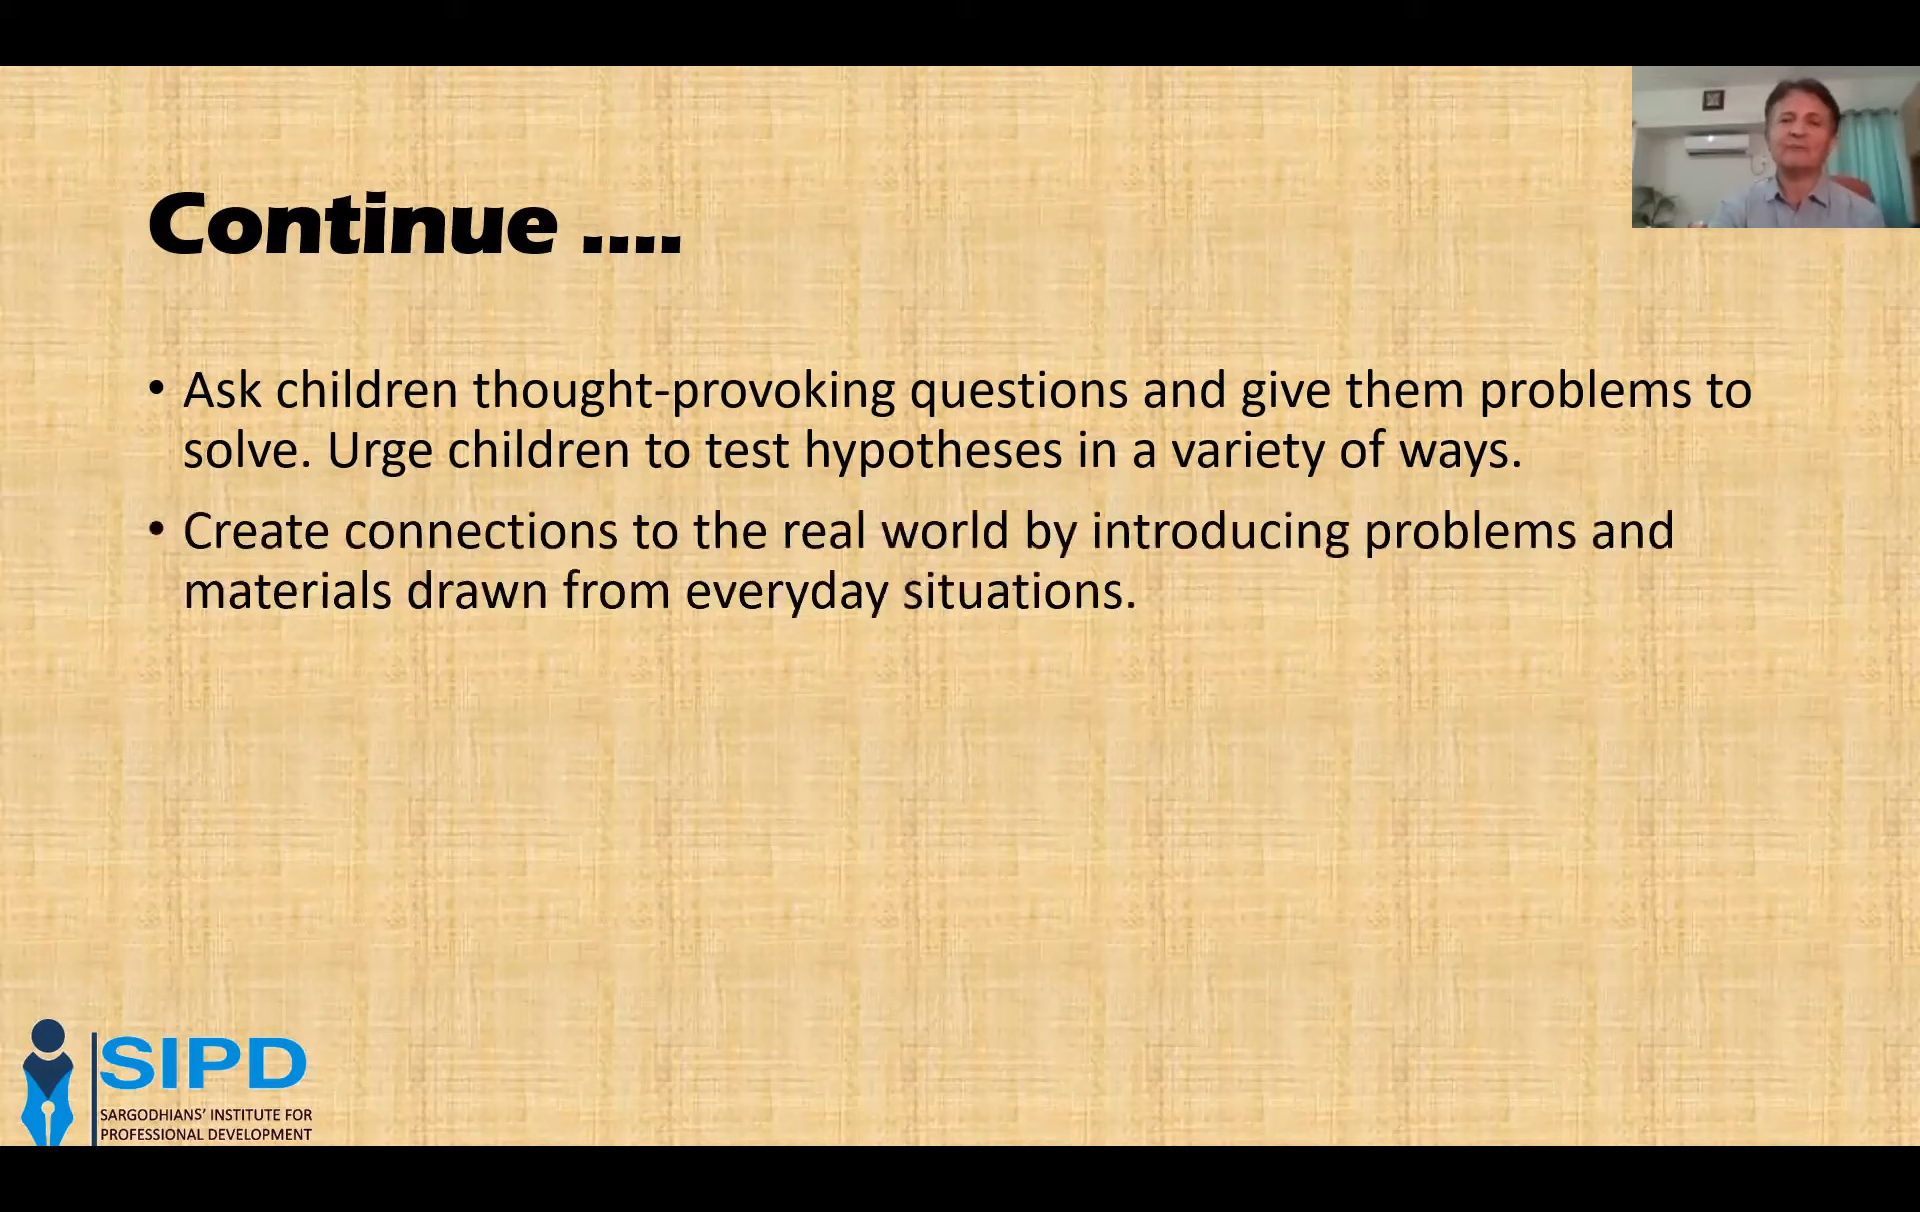 Continue ....
• Ask children thought-provoking questions and give them problems to
solve. Urge children to test hypotheses in a variety of ways.
• Create connections to the real world by introducing problems and
materials drawn from everyday situations.
SIPD
SARGODHIANS' INSTITUTE FOR
PROFESSIONAL DEVELOPMENT